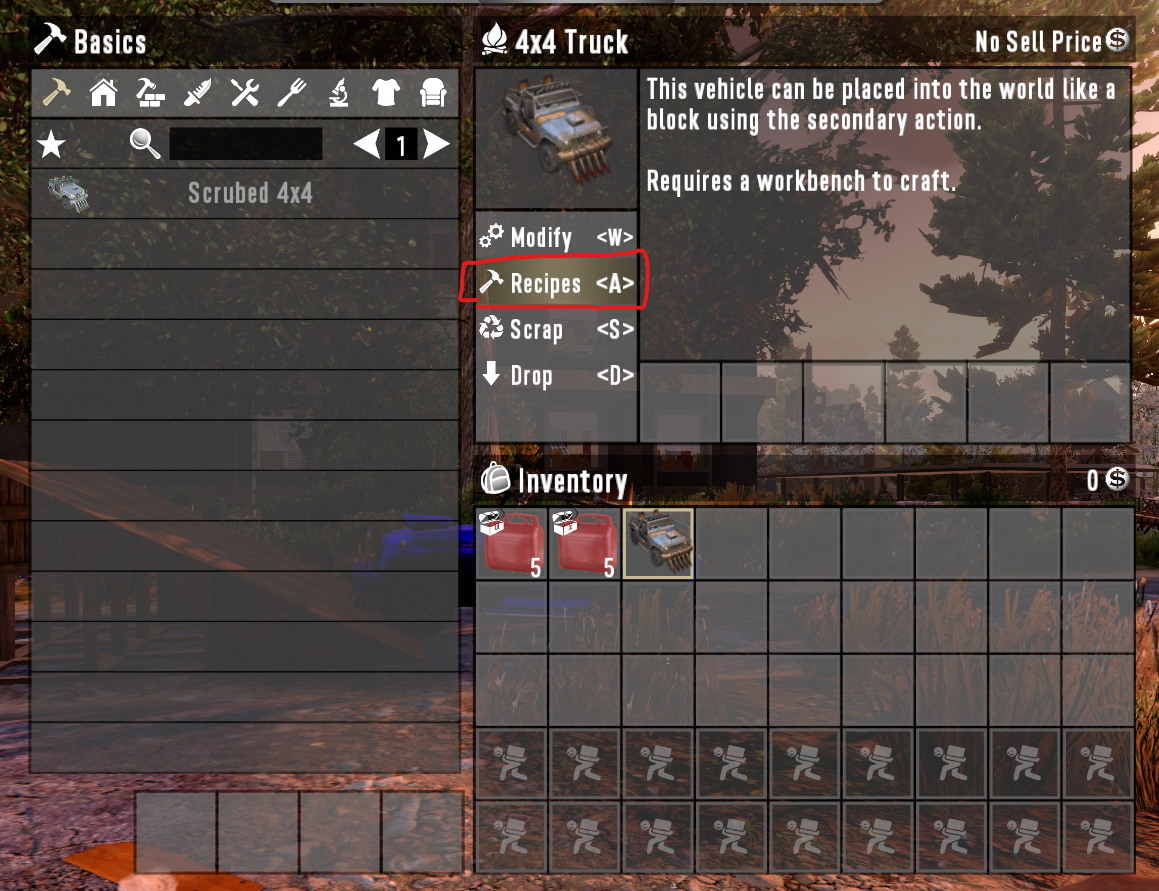 Basics
1
Scrubed 4x4
4x4 Truck
No Sell Price
This vehicle can be placed into the world like a
block using the secondary action.
Requires a workbench to craft.
Modify <W>
Recipes <A>
Scrap <S>
Drop <D>
Inventory
0
5
5